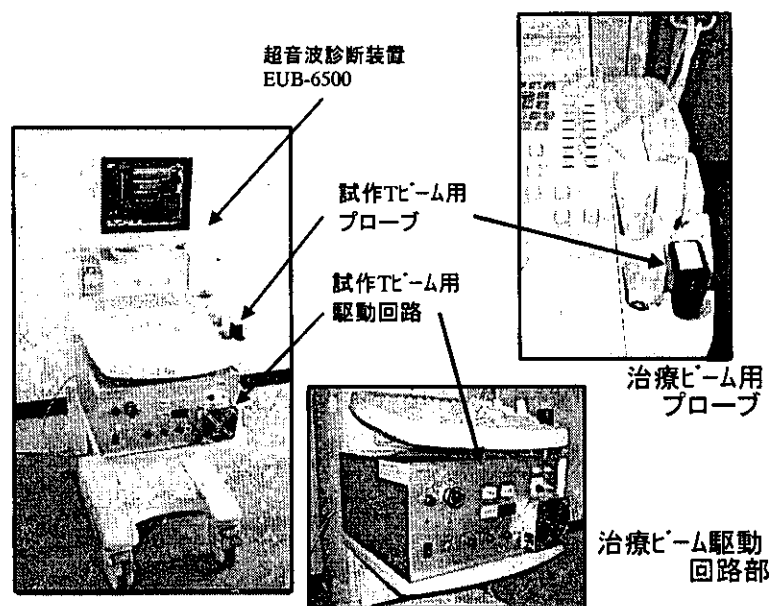 超音波診断装置
EUB-6500
試作Tビーム用
プローブ
試作Tビーム用
駆動回路
治療ビーム用
プローブ
治療ビーム駆動
回路部